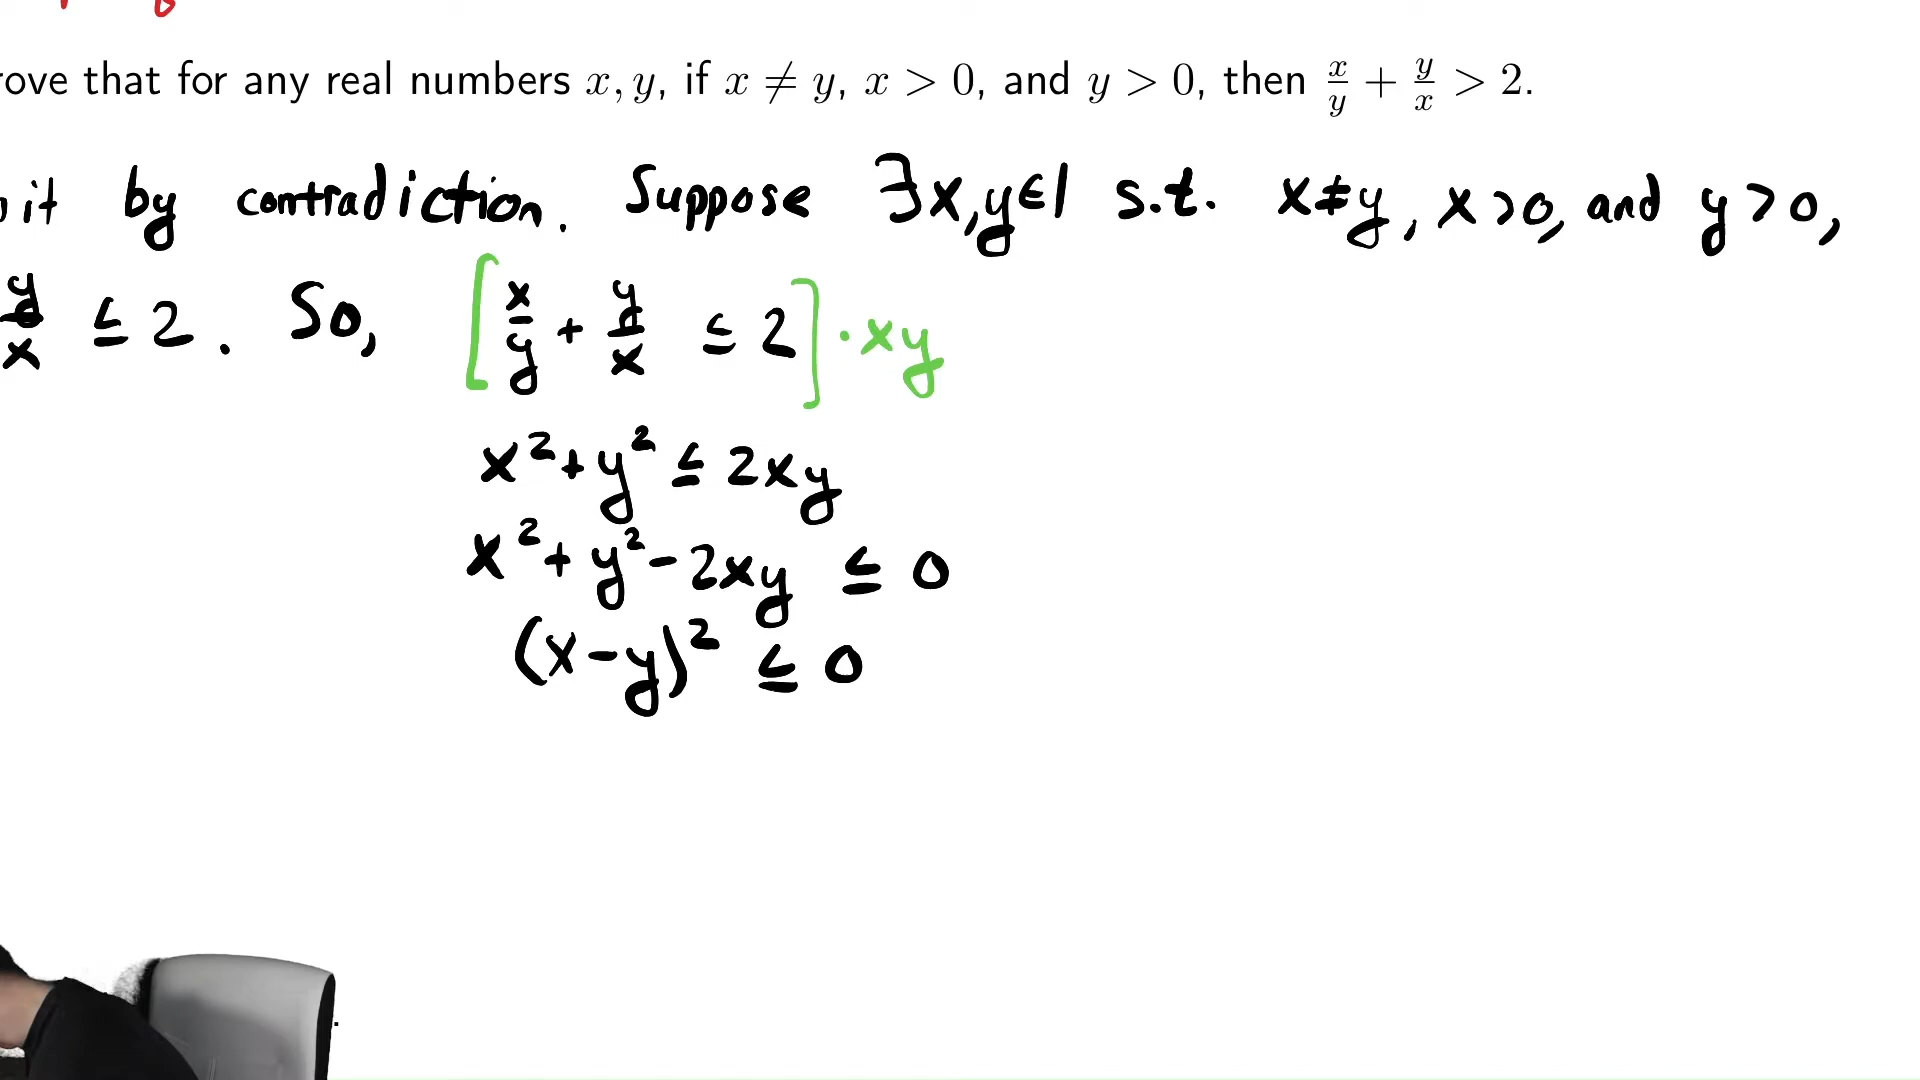 rove that for any real numbers x, y, if x ≠ y, x > 0, and y > 0, then x/y + y/x > 2.
it by contradiction. Suppose ∃x,y∈| s.t. x≠y, x>0, and y>0,
y/x ≤ 2. So, [x/y + y/x ≤ 2]·xy
x²+y² ≤ 2xy
x²+y²-2xy ≤ 0
(x-y)² ≤ 0